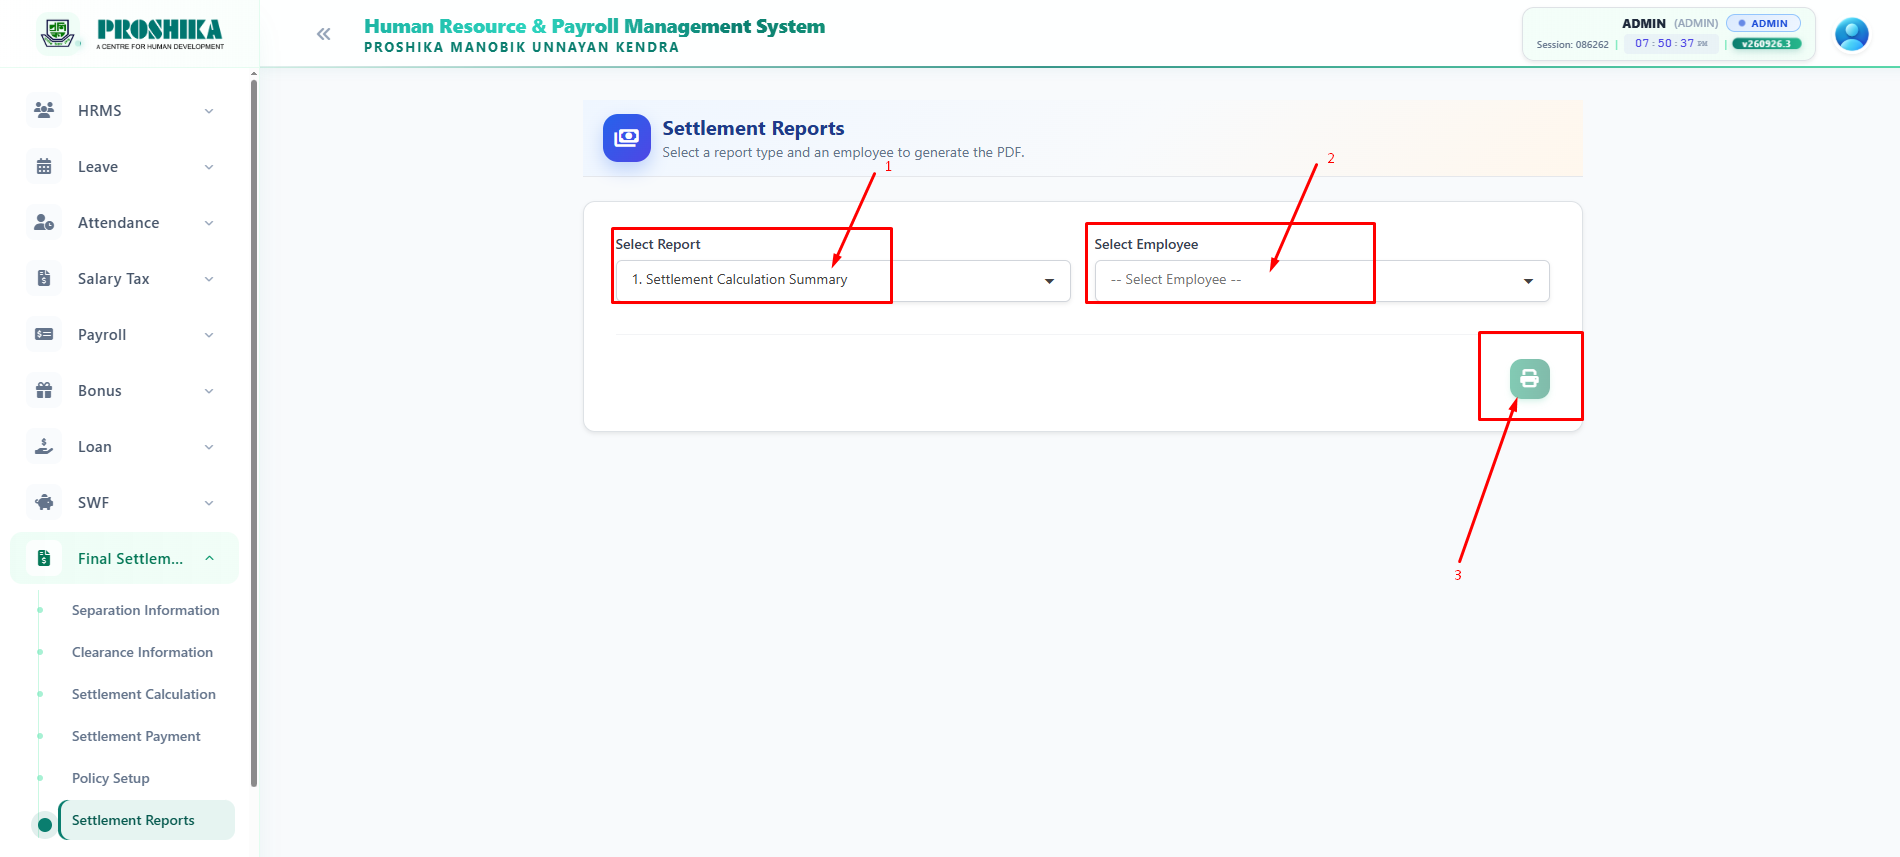 PROSHIKA
A CENTRE FOR HUMAN DEVELOPMENT
Human Resource & Payroll Management System
PROSHIKA MANOBIK UNNAYAN KENDRA
ADMIN (ADMIN) ADMIN
Session: 086262 | 07 : 50 : 37 PM | v260926.3
HRMS
Leave
Attendance
Salary Tax
Payroll
Bonus
Loan
SWF
Final Settlem...
Separation Information
Clearance Information
Settlement Calculation
Settlement Payment
Policy Setup
Settlement Reports
Settlement Reports
Select a report type and an employee to generate the PDF.
1
2
Select Report
1. Settlement Calculation Summary
Select Employee
-- Select Employee --
3